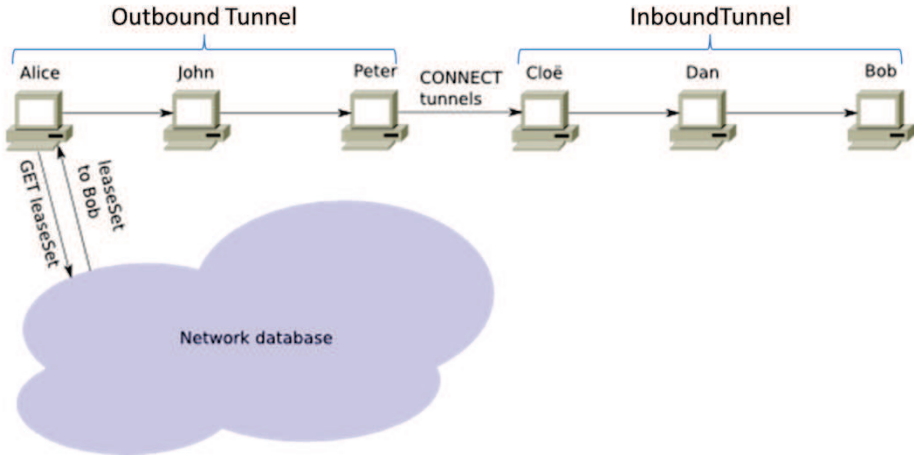 Outbound Tunnel
InboundTunnel
Alice
John
Peter
CONNECT
tunnels
Cloë
Dan
Bob
GET leaseSet
leaseSet
to Bob
Network database